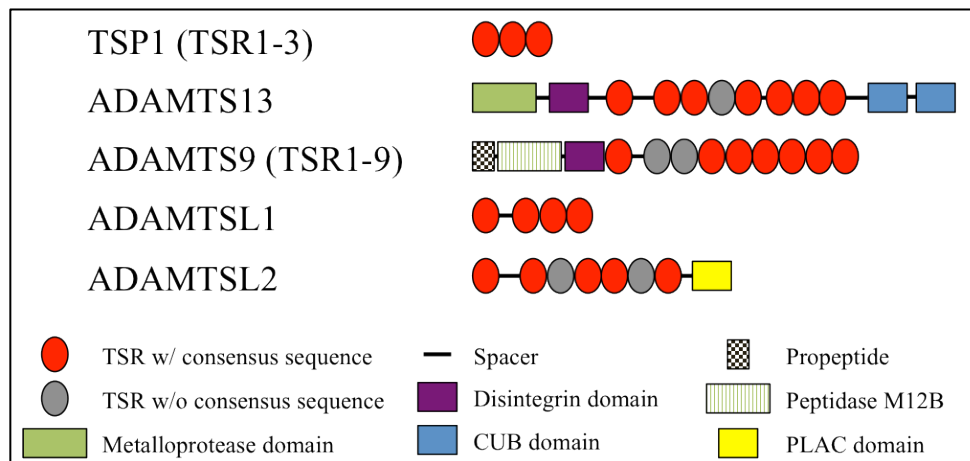 TSP1 (TSR1-3)
ADAMTS13
ADAMTS9 (TSR1-9)
ADAMTSL1
ADAMTSL2
TSR w/ consensus sequence
Spacer
Propeptide
TSR w/o consensus sequence
Disintegrin domain
Peptidase M12B
Metalloprotease domain
CUB domain
PLAC domain